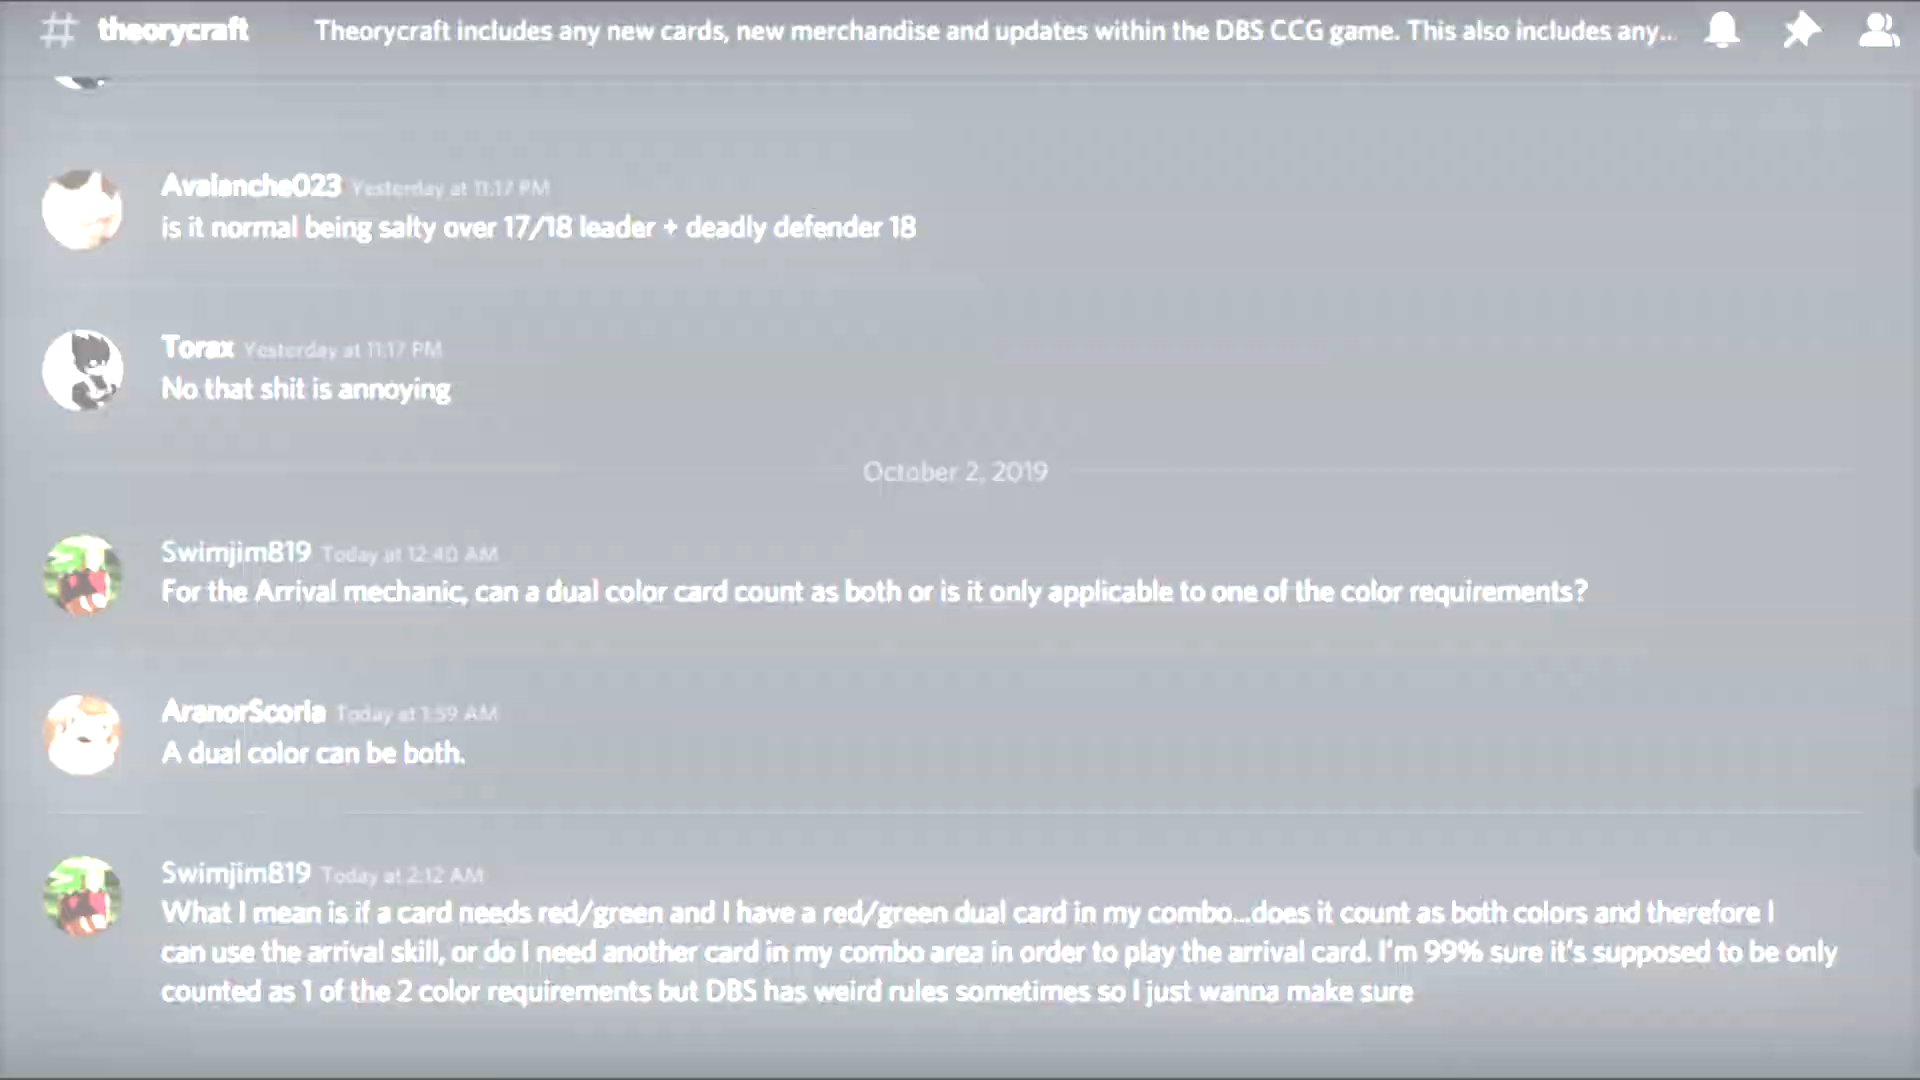 # theorycraft Theorycraft includes any new cards, new merchandise and updates within the DBS CCG game. This also includes any...
Avalanche023 Yesterday at 11:17 PM
is it normal being salty over 17/18 leader + deadly defender 18
Torax Yesterday at 11:17 PM
No that shit is annoying
October 2, 2019
Swimjim819 Today at 12:40 AM
For the Arrival mechanic, can a dual color card count as both or is it only applicable to one of the color requirements?
AranorScorla Today at 1:59 AM
A dual color can be both.
Swimjim819 Today at 2:12 AM
What I mean is if a card needs red/green and I have a red/green dual card in my combo...does it count as both colors and therefore I
can use the arrival skill, or do I need another card in my combo area in order to play the arrival card. I'm 99% sure it's supposed to be only
counted as 1 of the 2 color requirements but DBS has weird rules sometimes so I just wanna make sure